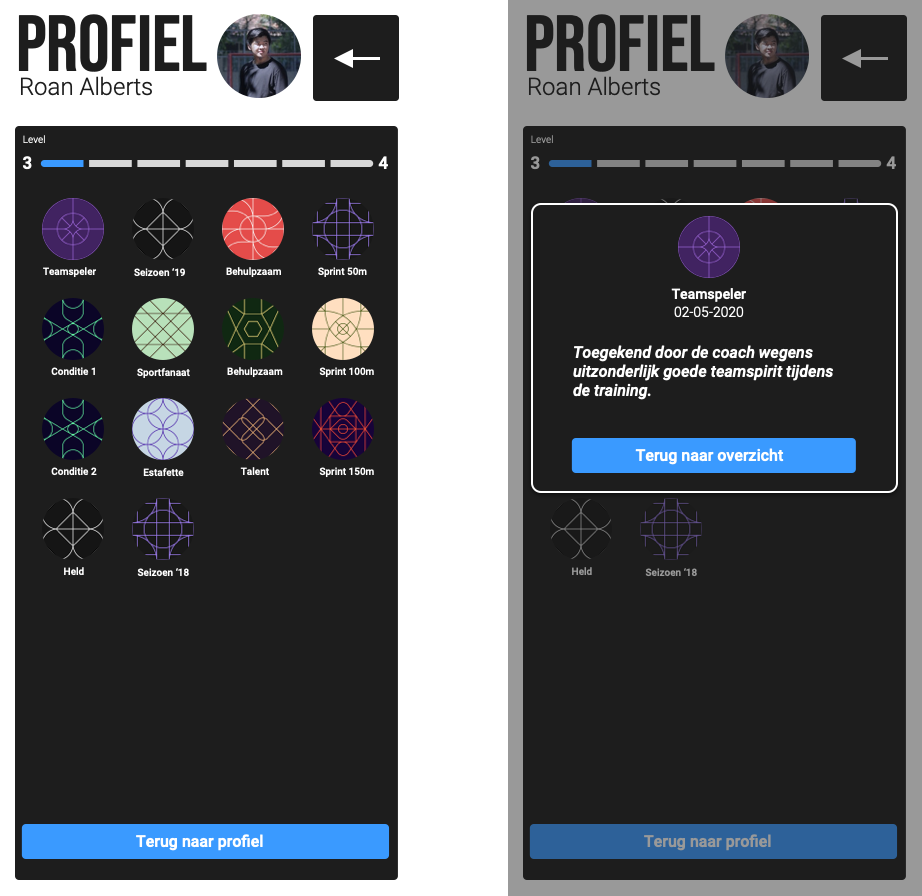 PROFIEL
Roan Alberts
Level
3 4
Teamspeler Seizoen ‘19 Behulpzaam Sprint 50m
Conditie 1 Sportfanaat Behulpzaam Sprint 100m
Conditie 2 Estafette Talent Sprint 150m
Held Seizoen ‘18
Terug naar profiel
PROFIEL
Roan Alberts
Level
3 4
Teamspeler
02-05-2020
Toegekend door de coach wegens
uitzonderlijk goede teamspirit tijdens
de training.
Terug naar overzicht
Held Seizoen ‘18
Terug naar profiel